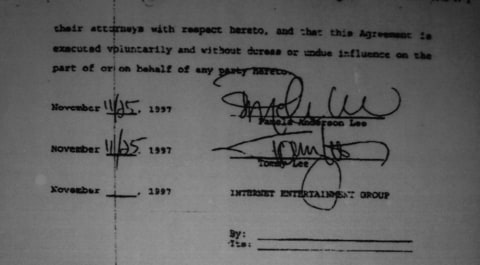 their attorneys with respect hereto, and that this Agreement is
executed voluntarily and without duress or undue influence on the
part of or on behalf of any party hereto
November 11/25, 1997
Pamela Anderson Lee
November 11/25, 1997
Tommy Lee
November ____, 1997 INTERNET ENTERTAINMENT GROUP
By:
Its: